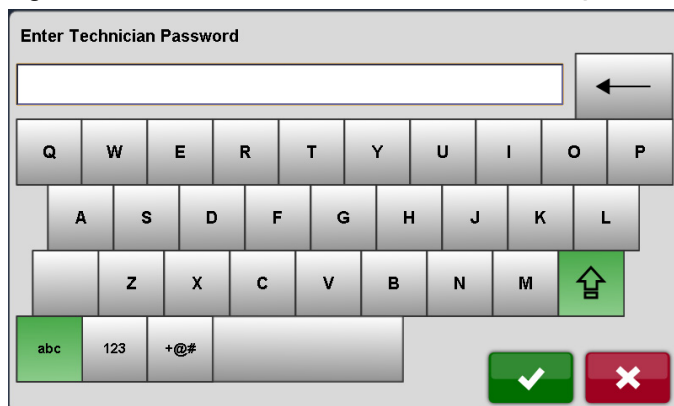 Enter Technician Password
Q W E R T Y U I O P
A S D F G H J K L
Z X C V B N M
abc 123 +@#